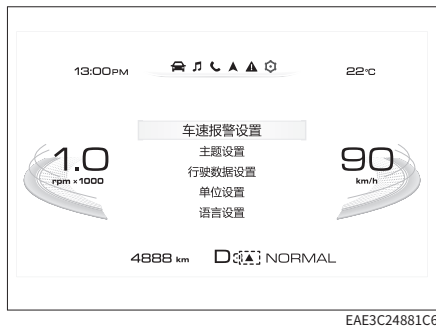 13:00PM
22℃
车速报警设置
主题设置
行驶数据设置
单位设置
语言设置
1.0
rpm × 1000
90
km/h
4888 km
D
NORMAL
EAE3C24881C6